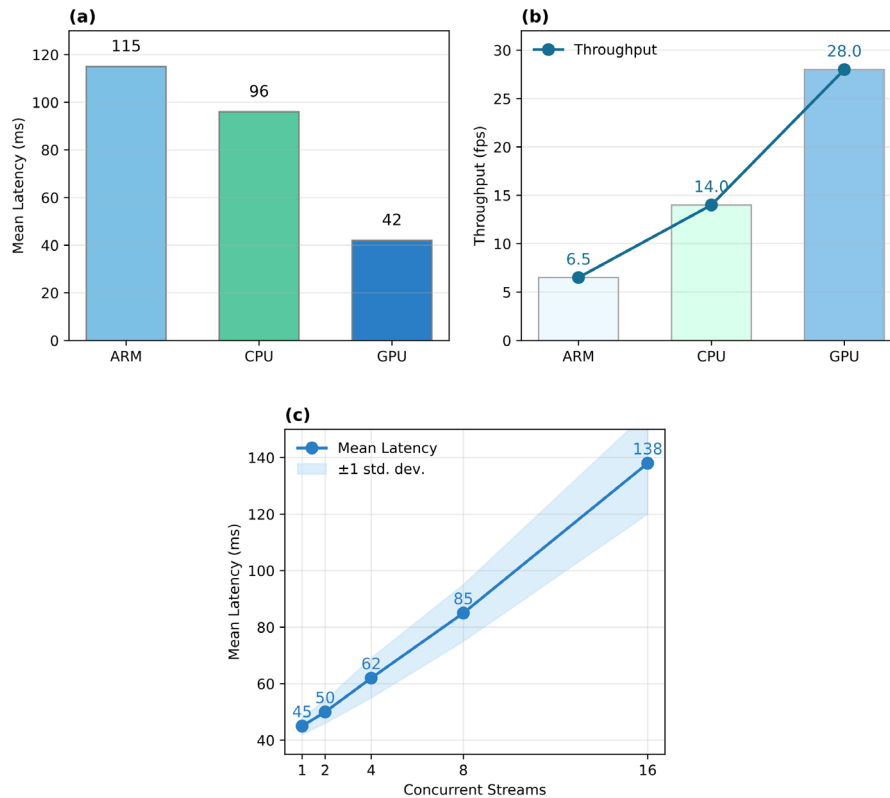 (a)
115
96
42
120
100
80
60
40
20
0
Mean Latency (ms)
ARM CPU GPU
(b)
Throughput
28.0
14.0
6.5
30
25
20
15
10
5
0
Throughput (fps)
ARM CPU GPU
(c)
Mean Latency
±1 std. dev.
138
85
62
50
45
140
120
100
80
60
40
Mean Latency (ms)
1 2 4 8 16
Concurrent Streams